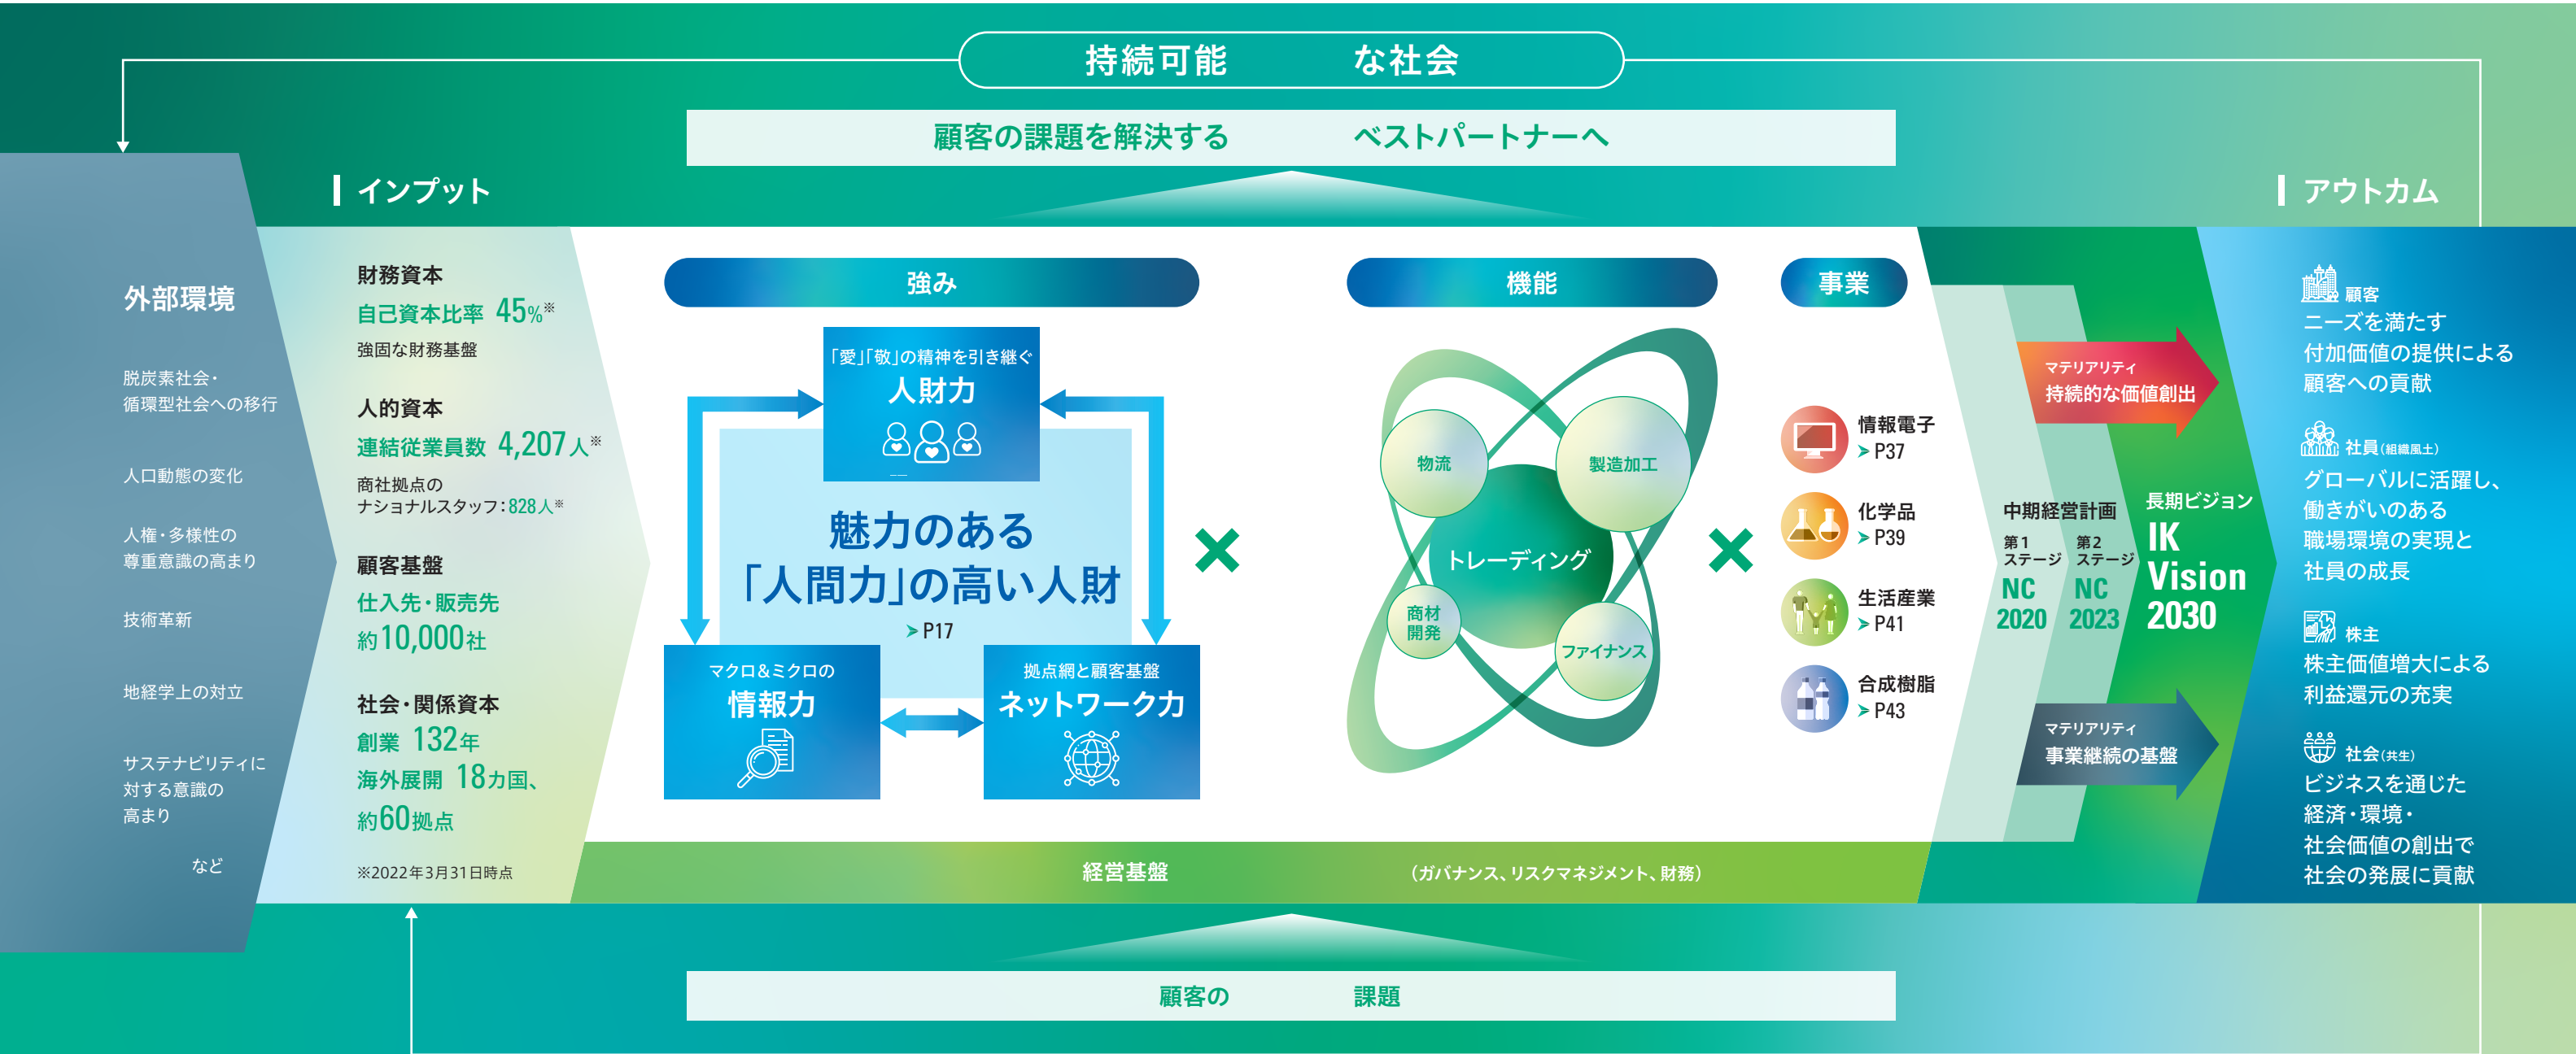 持続可能 な社会
顧客の課題を解決する ベストパートナーへ
外部環境
脱炭素社会・
循環型社会への移行
人口動態の変化
人権・多様性の
尊重意識の高まり
技術革新
地経学上の対立
サステナビリティに
対する意識の
高まり
など
インプット
財務資本
自己資本比率 45%※
強固な財務基盤
人的資本
連結従業員数 4,207人※
商社拠点の
ナショナルスタッフ：828人※
顧客基盤
仕入先・販売先
約10,000社
社会・関係資本
創業 132年
海外展開 18カ国、
約60拠点
※2022年3月31日時点
強み
「愛」「敬」の精神を引き継ぐ
人財力
魅力のある
「人間力」の高い人財
➤ P17
マクロ＆ミクロの
情報力
拠点網と顧客基盤
ネットワーク力
×
機能
物流
製造加工
トレーディング
商材
開発
ファイナンス
×
事業
情報電子
➤ P37
化学品
➤ P39
生活産業
➤ P41
合成樹脂
➤ P43
経営基盤 （ガバナンス、リスクマネジメント、財務）
マテリアリティ
持続的な価値創出
中期経営計画
第1
ステージ
NC
2020
第2
ステージ
NC
2023
長期ビジョン
IK
Vision
2030
マテリアリティ
事業継続の基盤
アウトカム
顧客
ニーズを満たす
付加価値の提供による
顧客への貢献
社員（組織風土）
グローバルに活躍し、
働きがいのある
職場環境の実現と
社員の成長
株主
株主価値増大による
利益還元の充実
社会（共生）
ビジネスを通じた
経済・環境・
社会価値の創出で
社会の発展に貢献
顧客の 課題